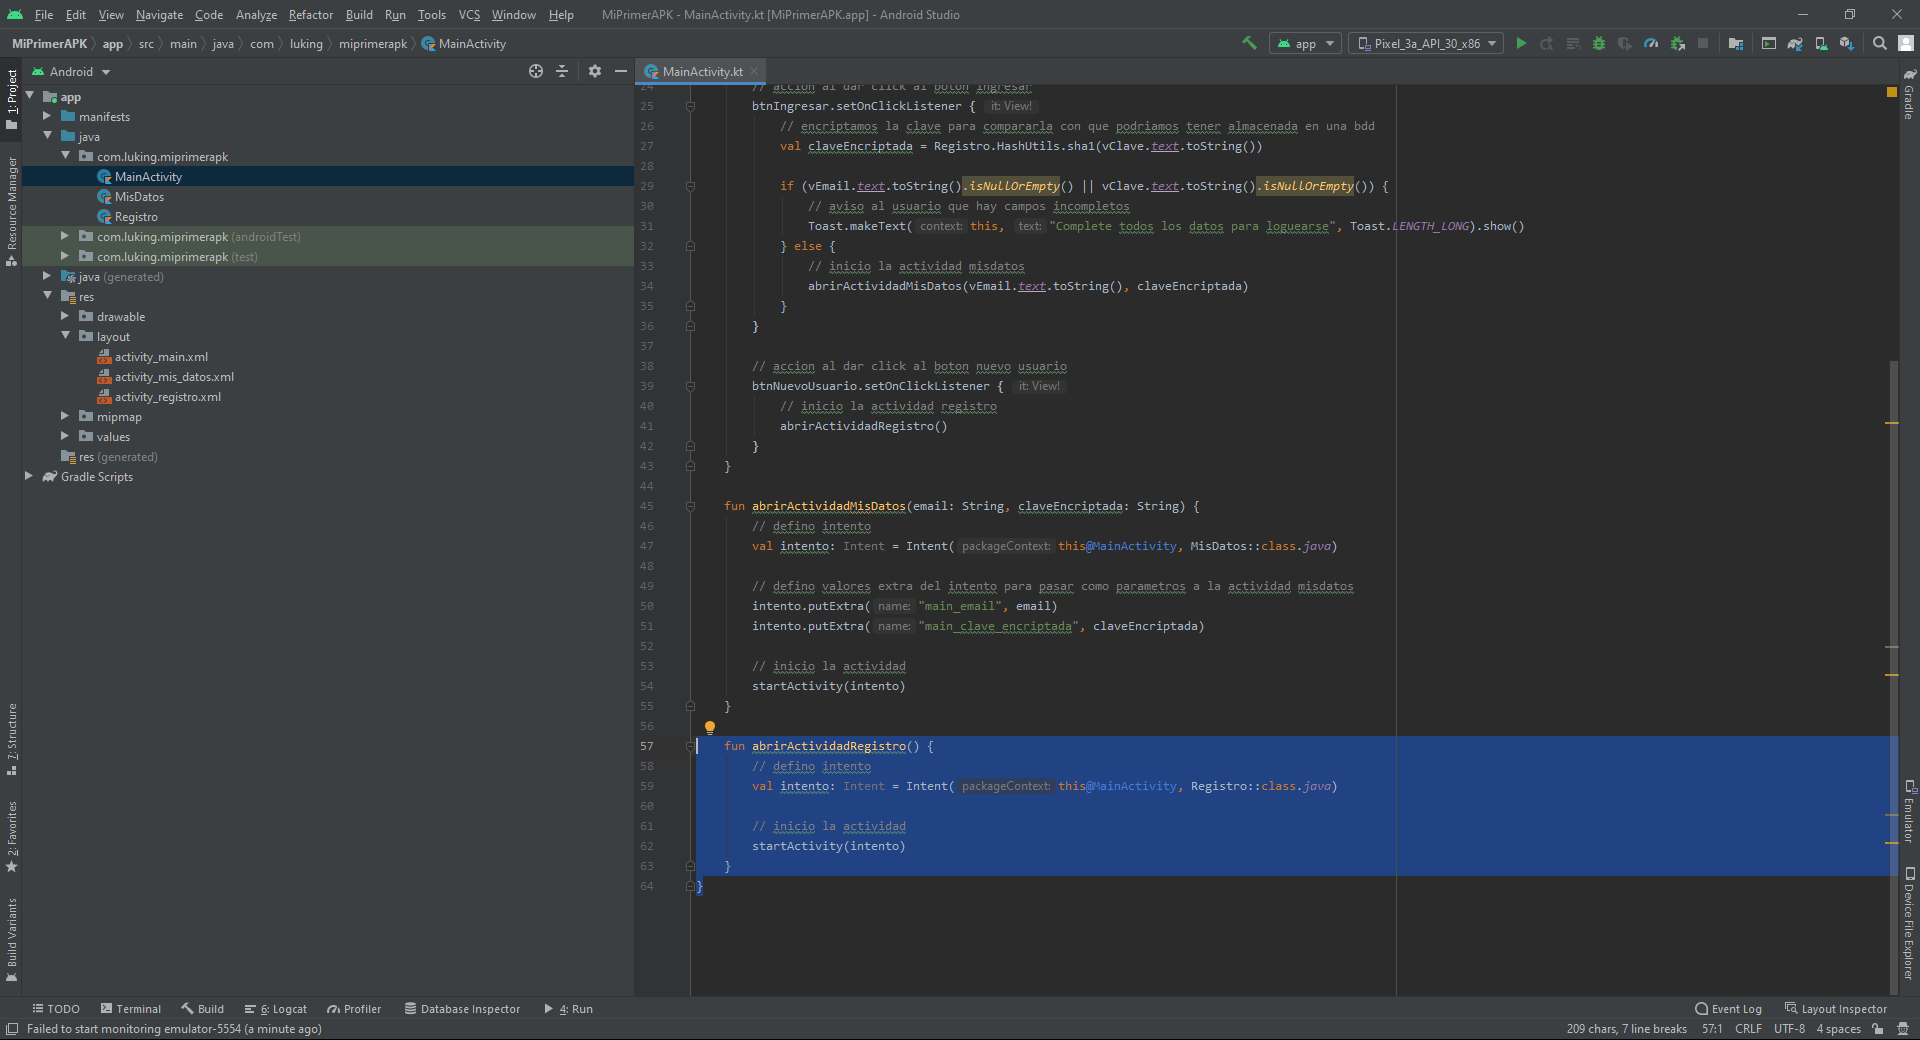 File Edit View Navigate Code Analyze Refactor Build Run Tools VCS Window Help MiPrimerAPK - MainActivity.kt [MiPrimerAPK.app] - Android Studio
MiPrimerAPK app src main java com luking miprimerapk MainActivity app Pixel_3a_API_30_x86
Android
MainActivity.kt
1: Project
Resource Manager
7: Structure
2: Favorites
Build Variants
app
manifests
java
com.luking.miprimerapk
MainActivity
MisDatos
Registro
com.luking.miprimerapk (androidTest)
com.luking.miprimerapk (test)
java (generated)
res
drawable
layout
activity_main.xml
activity_mis_datos.xml
activity_registro.xml
mipmap
values
res (generated)
Gradle Scripts
24 // accion al dar click al boton ingresar
25 btnIngresar.setOnClickListener { it: View!
26 // encriptamos la clave para compararla con que podriamos tener almacenada en una bdd
27 val claveEncriptada = Registro.HashUtils.sha1(vClave.text.toString())
28
29 if (vEmail.text.toString().isNullOrEmpty() || vClave.text.toString().isNullOrEmpty()) {
30 // aviso al usuario que hay campos incompletos
31 Toast.makeText( context: this, text: "Complete todos los datos para loguearse", Toast.LENGTH_LONG).show()
32 } else {
33 // inicio la actividad misdatos
34 abrirActividadMisDatos(vEmail.text.toString(), claveEncriptada)
35 }
36 }
37
38 // accion al dar click al boton nuevo usuario
39 btnNuevoUsuario.setOnClickListener { it: View!
40 // inicio la actividad registro
41 abrirActividadRegistro()
42 }
43 }
44
45 fun abrirActividadMisDatos(email: String, claveEncriptada: String) {
46 // defino intento
47 val intento: Intent = Intent( packageContext: this@MainActivity, MisDatos::class.java)
48
49 // defino valores extra del intento para pasar como parametros a la actividad misdatos
50 intento.putExtra( name: "main_email", email)
51 intento.putExtra( name: "main_clave_encriptada", claveEncriptada)
52
53 // inicio la actividad
54 startActivity(intento)
55 }
56
57 fun abrirActividadRegistro() {
58 // defino intento
59 val intento: Intent = Intent( packageContext: this@MainActivity, Registro::class.java)
60
61 // inicio la actividad
62 startActivity(intento)
63 }
64 }
Gradle
Emulator
Device File Explorer
TODO Terminal Build 6: Logcat Profiler Database Inspector 4: Run Event Log Layout Inspector
Failed to start monitoring emulator-5554 (a minute ago) 209 chars, 7 line breaks 57:1 CRLF UTF-8 4 spaces